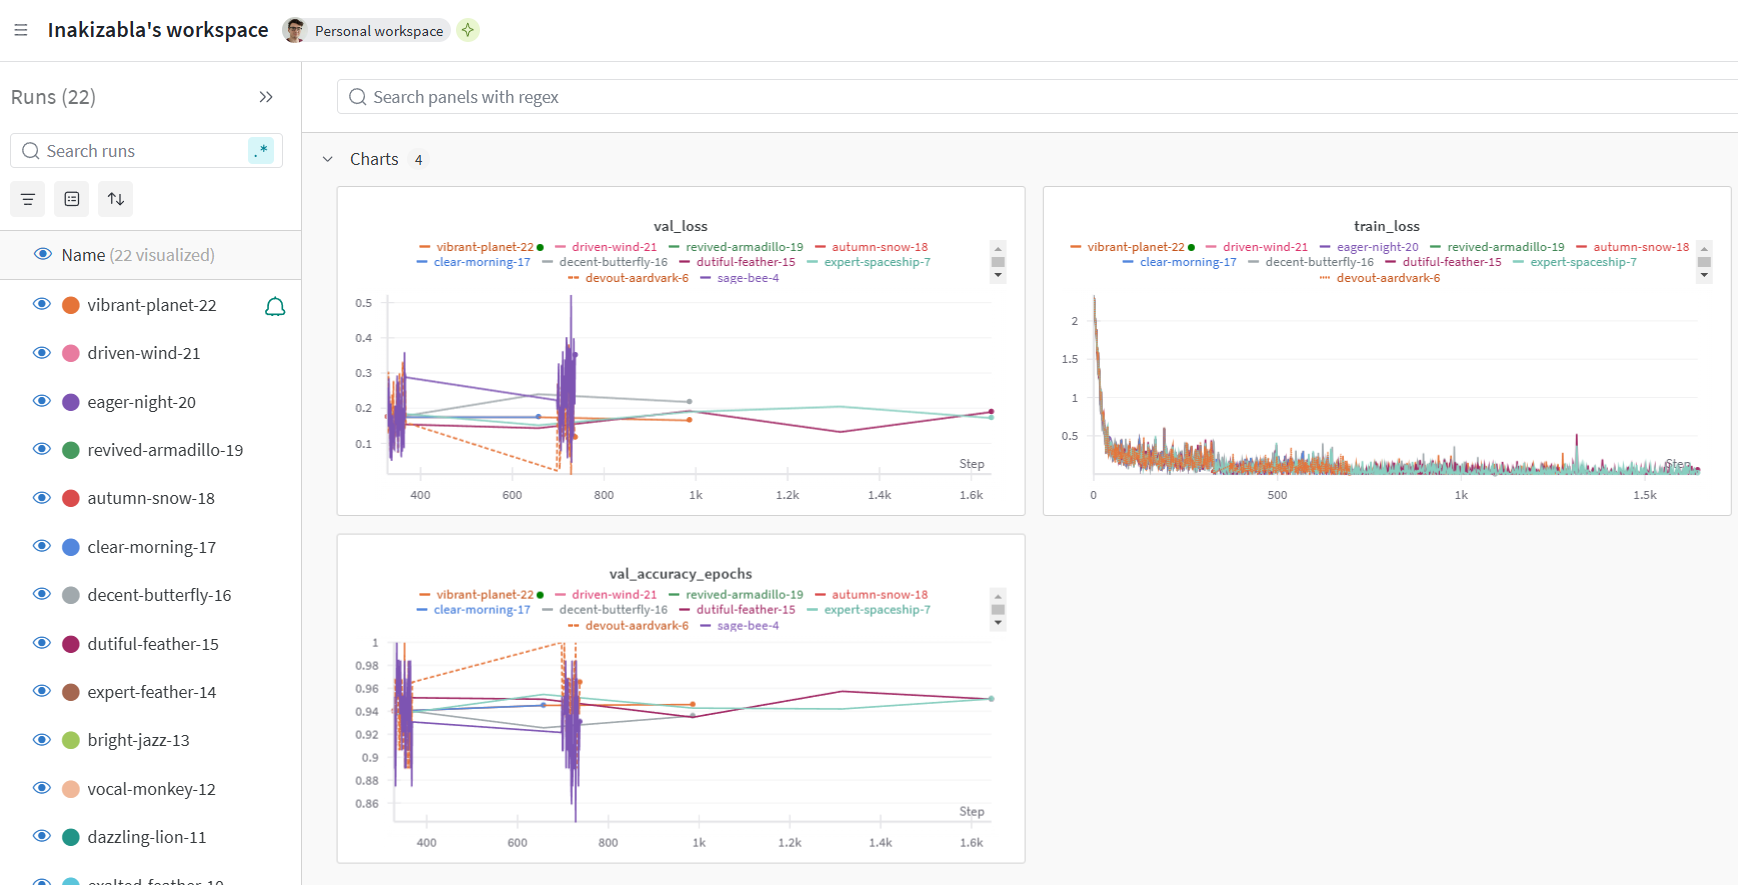 Inakizabla's workspace
Personal workspace
Runs (22)
Search runs
.*
Name (22 visualized)
vibrant-planet-22
driven-wind-21
eager-night-20
revived-armadillo-19
autumn-snow-18
clear-morning-17
decent-butterfly-16
dutiful-feather-15
expert-feather-14
bright-jazz-13
vocal-monkey-12
dazzling-lion-11
Search panels with regex
Charts 4
val_loss
vibrant-planet-22 driven-wind-21 revived-armadillo-19 autumn-snow-18
clear-morning-17 decent-butterfly-16 dutiful-feather-15 expert-spaceship-7
devout-aardvark-6 sage-bee-4
0.5
0.4
0.3
0.2
0.1
Step
400 600 800 1k 1.2k 1.4k 1.6k
train_loss
vibrant-planet-22 driven-wind-21 eager-night-20 revived-armadillo-19 autumn-snow-18
clear-morning-17 decent-butterfly-16 dutiful-feather-15 expert-spaceship-7
devout-aardvark-6
2
1.5
1
0.5
Step
0 500 1k 1.5k
val_accuracy_epochs
vibrant-planet-22 driven-wind-21 revived-armadillo-19 autumn-snow-18
clear-morning-17 decent-butterfly-16 dutiful-feather-15 expert-spaceship-7
devout-aardvark-6 sage-bee-4
1
0.98
0.96
0.94
0.92
0.9
0.88
0.86
Step
400 600 800 1k 1.2k 1.4k 1.6k